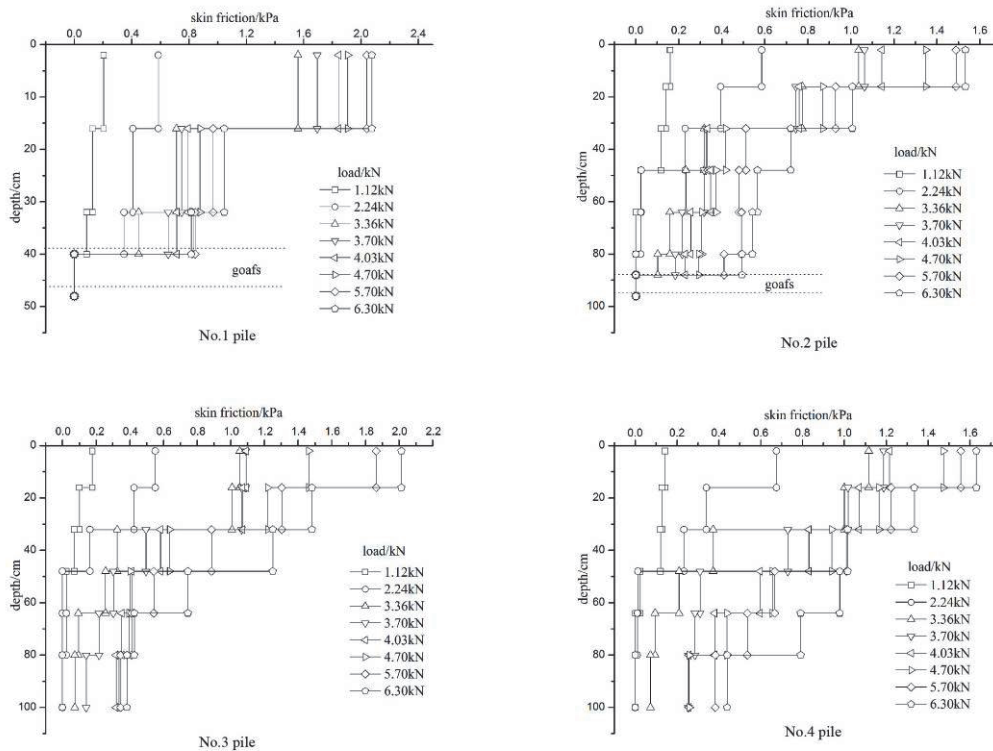 skin friction/kPa
0.0 0.4 0.8 1.2 1.6 2.0 2.4
0
10
20
30
40
50
depth/cm
load/kN
1.12kN
2.24kN
3.36kN
3.70kN
4.03kN
4.70kN
5.70kN
6.30kN
goafs
No.1 pile
skin friction/kPa
0.0 0.2 0.4 0.6 0.8 1.0 1.2 1.4 1.6
0
20
40
60
80
100
depth/cm
load/kN
1.12kN
2.24kN
3.36kN
3.70kN
4.03kN
4.70kN
5.70kN
6.30kN
goafs
No.2 pile
skin friction/kPa
0.0 0.2 0.4 0.6 0.8 1.0 1.2 1.4 1.6 1.8 2.0 2.2
0
20
40
60
80
100
depth/cm
load/kN
1.12kN
2.24kN
3.36kN
3.70kN
4.03kN
4.70kN
5.70kN
6.30kN
No.3 pile
skin friction/kPa
0.0 0.2 0.4 0.6 0.8 1.0 1.2 1.4 1.6
0
20
40
60
80
100
depth/cm
load/kN
1.12kN
2.24kN
3.36kN
3.70kN
4.03kN
4.70kN
5.70kN
6.30kN
No.4 pile